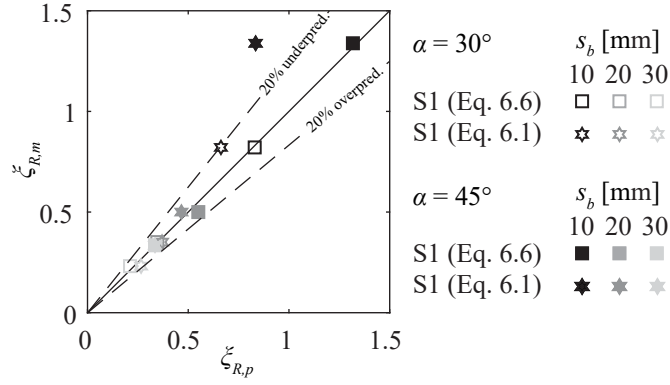 1.5
1
0.5
0
ξR,m
20% underpred.
20% overpred.
0 0.5 1 1.5
ξR,p
α = 30° sb [mm]
10 20 30
S1 (Eq. 6.6)
S1 (Eq. 6.1)
α = 45° sb [mm]
10 20 30
S1 (Eq. 6.6)
S1 (Eq. 6.1)